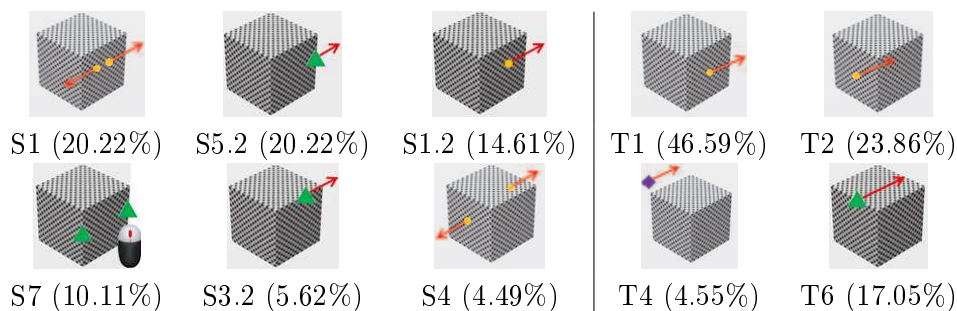 S1 (20.22%) S5.2 (20.22%) S1.2 (14.61%) T1 (46.59%) T2 (23.86%)
S7 (10.11%) S3.2 (5.62%) S4 (4.49%) T4 (4.55%) T6 (17.05%)